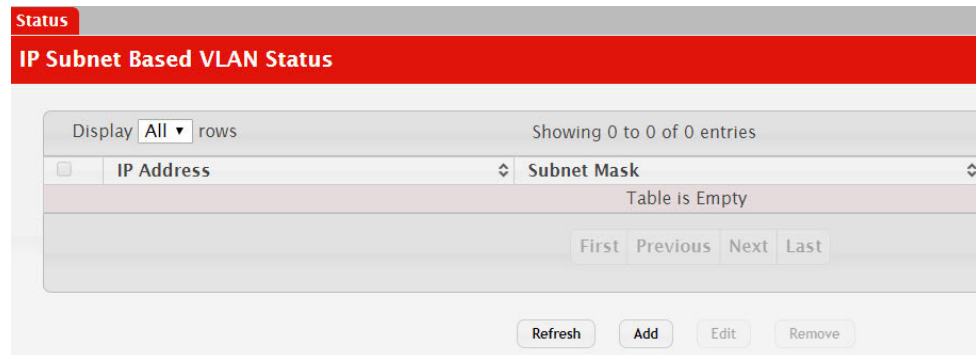 Status
IP Subnet Based VLAN Status
Display All rows Showing 0 to 0 of 0 entries
IP Address Subnet Mask
Table is Empty
First Previous Next Last
Refresh Add Edit Remove